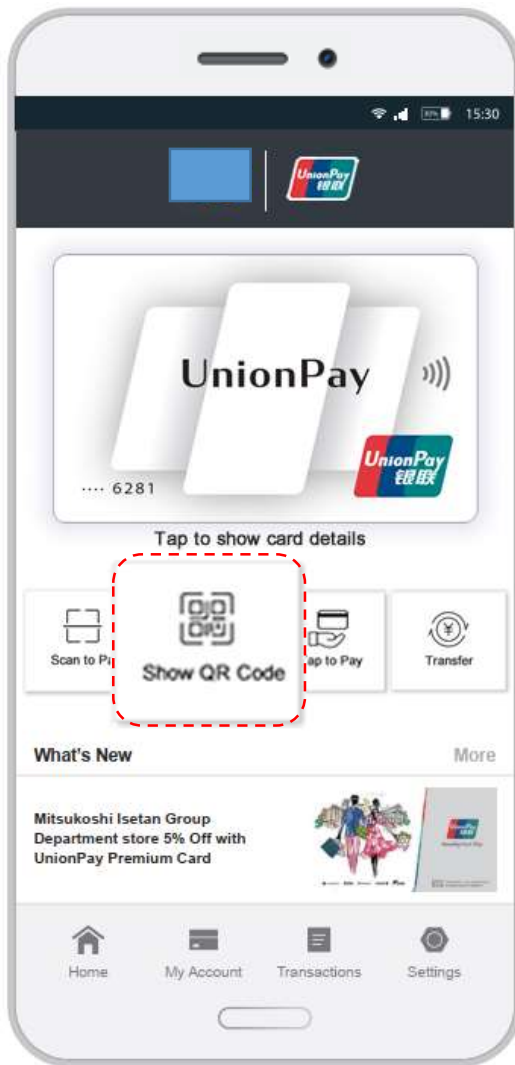 15:30
UnionPay
银联
UnionPay
UnionPay
银联
.... 6281
Tap to show card details
Scan to Pa
Show QR Code
ap to Pay
Transfer
What's New
More
Mitsukoshi Isetan Group
Department store 5% Off with
UnionPay Premium Card
Home
My Account
Transactions
Settings